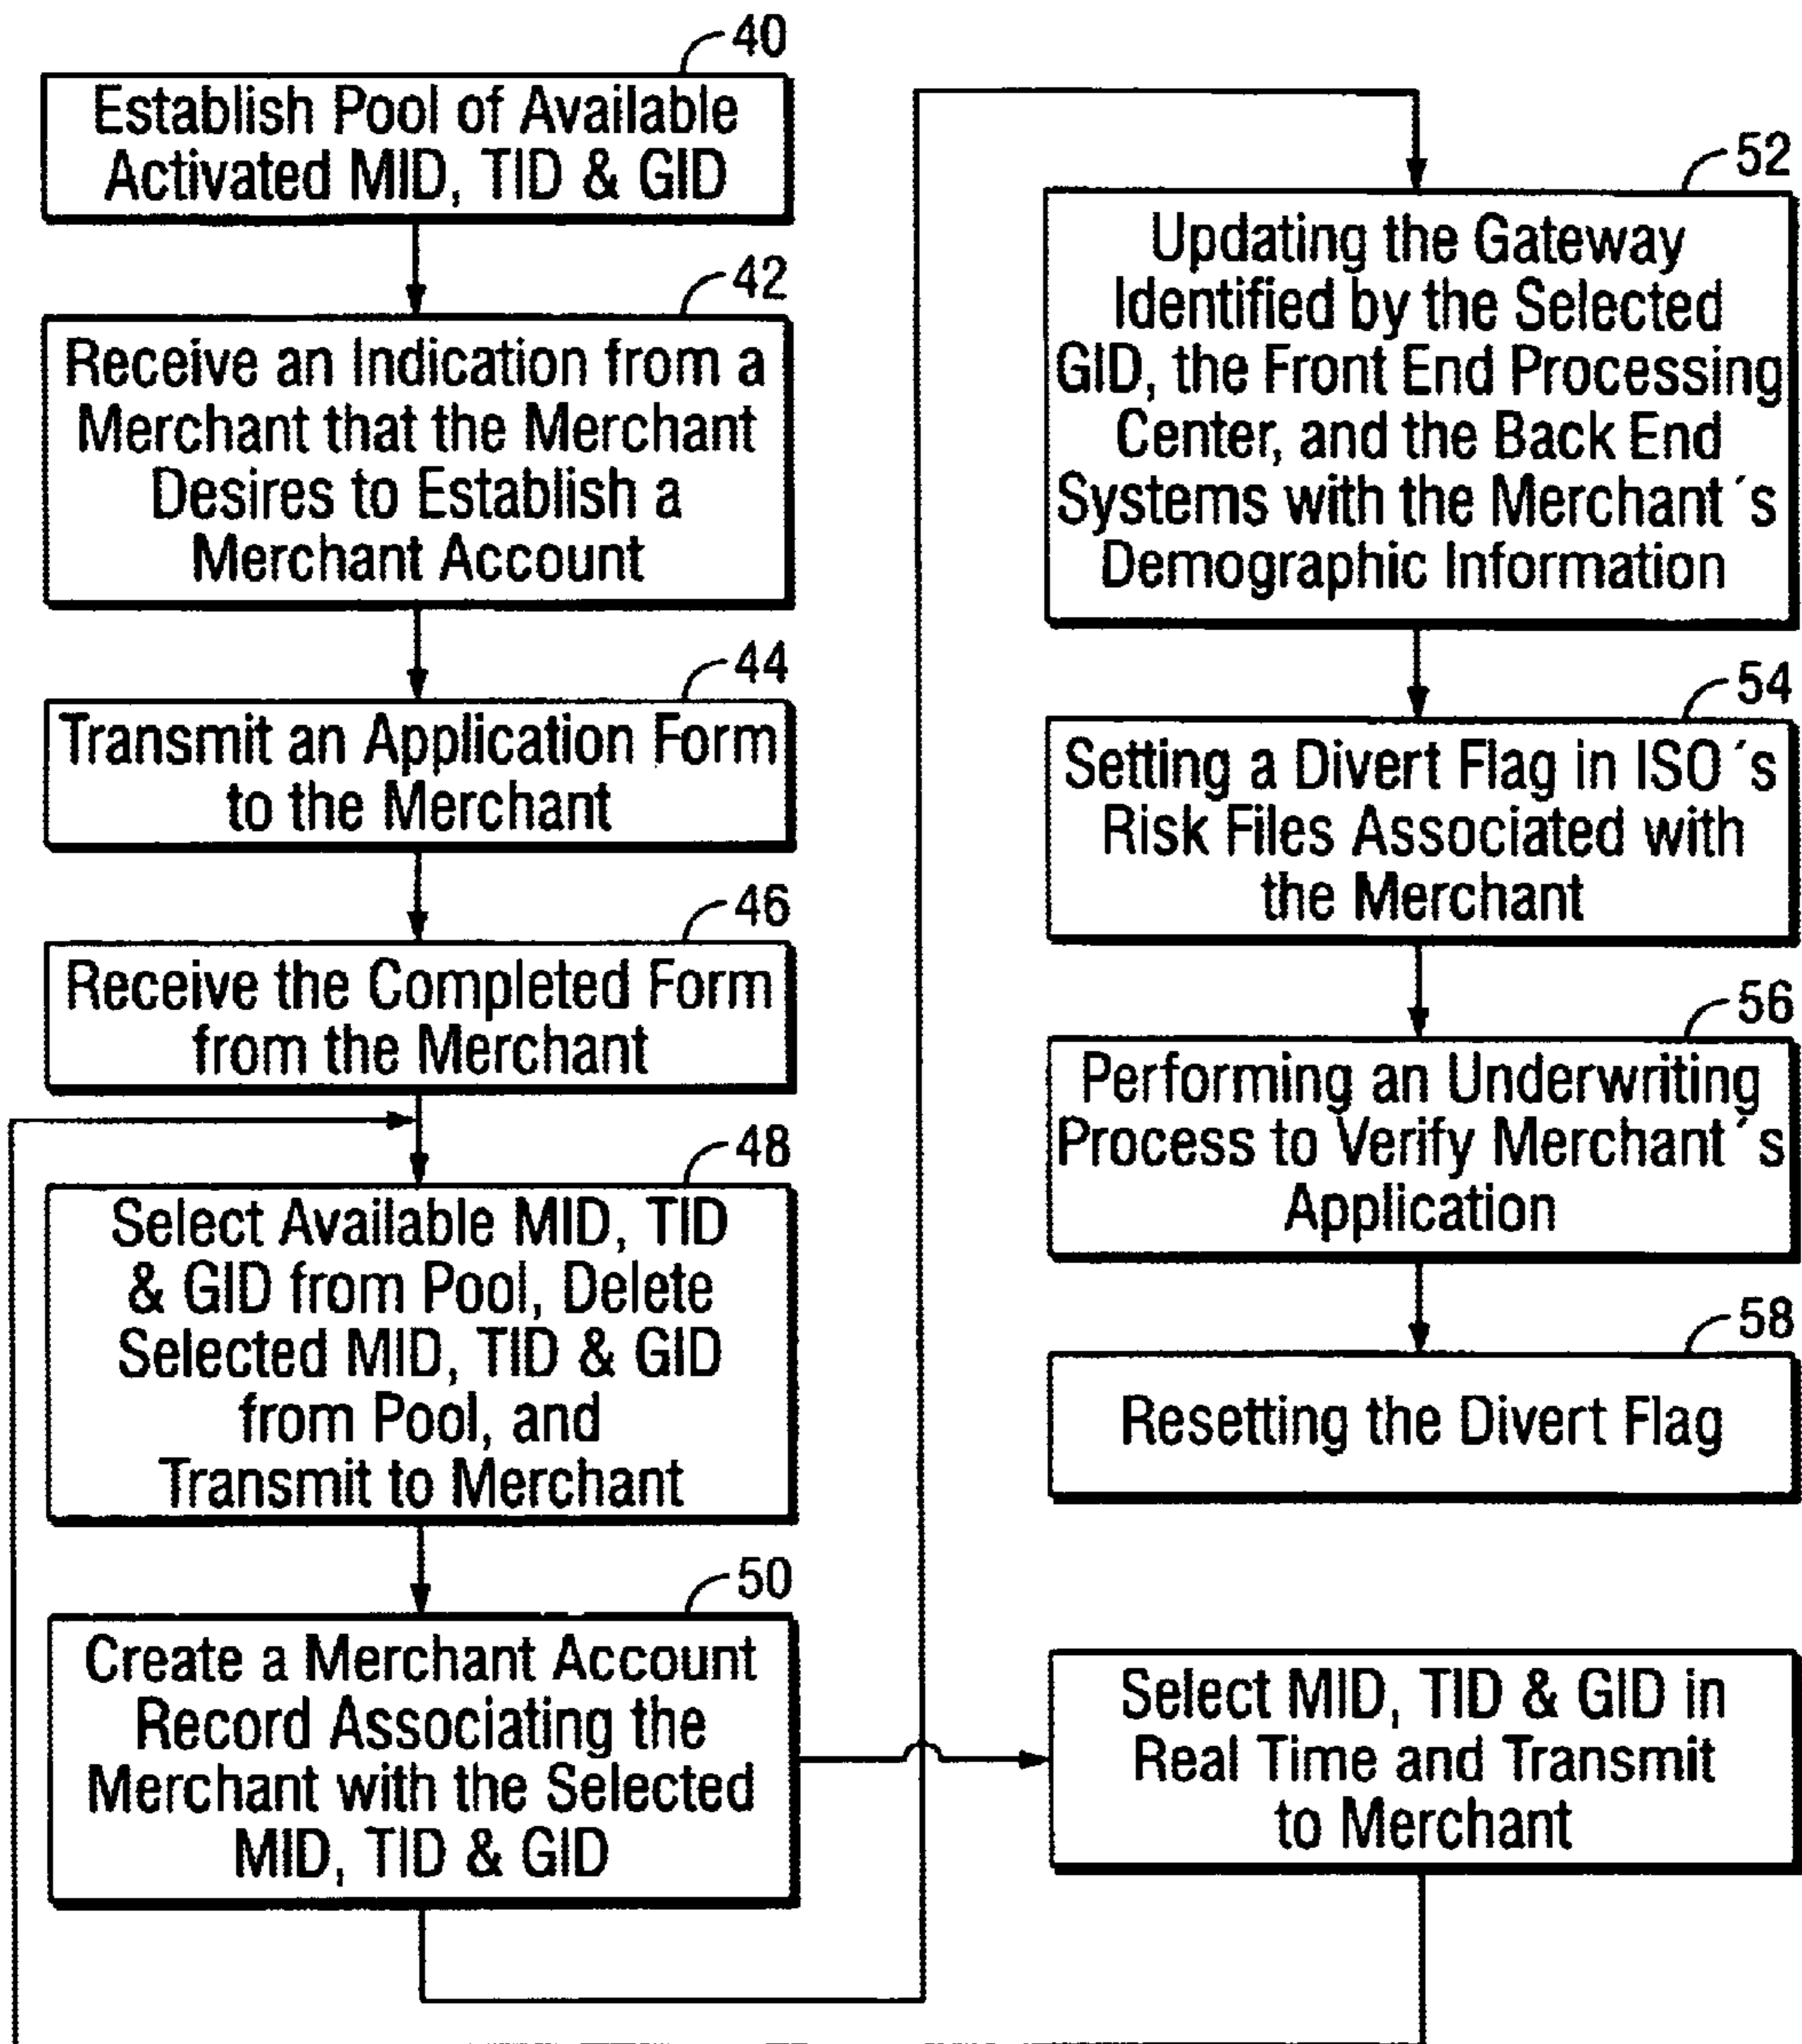 40
Establish Pool of Available
Activated MID, TID & GID
42
Receive an Indication from a
Merchant that the Merchant
Desires to Establish a
Merchant Account
44
Transmit an Application Form
to the Merchant
46
Receive the Completed Form
from the Merchant
48
Select Available MID, TID
& GID from Pool, Delete
Selected MID, TID & GID
from Pool, and
Transmit to Merchant
50
Create a Merchant Account
Record Associating the
Merchant with the Selected
MID, TID & GID
52
Updating the Gateway
Identified by the Selected
GID, the Front End Processing
Center, and the Back End
Systems with the Merchant´s
Demographic Information
54
Setting a Divert Flag in ISO´s
Risk Files Associated with
the Merchant
56
Performing an Underwriting
Process to Verify Merchant´s
Application
58
Resetting the Divert Flag
Select MID, TID & GID in
Real Time and Transmit
to Merchant